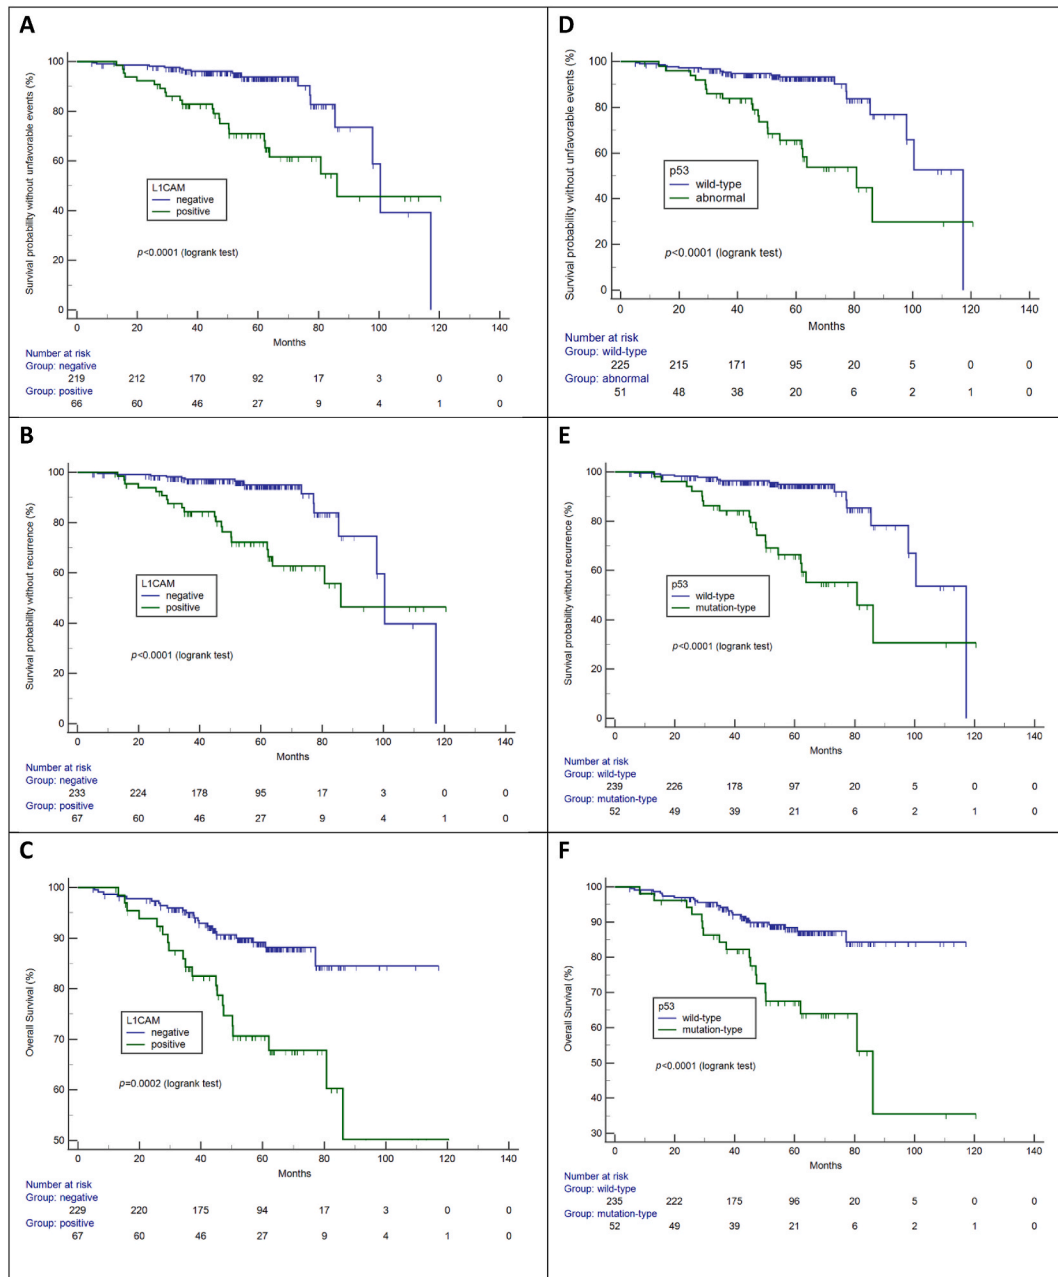 A
Survival probability without unfavorable events (%)
100
80
60
40
20
0
L1CAM
negative
positive
p<0.0001 (logrank test)
0 20 40 60 80 100 120 140
Months
Number at risk
Group: negative
219 212 170 92 17 3 0 0
Group: positive
66 60 46 27 9 4 1 0
D
Survival probability without unfavorable events (%)
100
80
60
40
20
0
p53
wild-type
abnormal
p<0.0001 (logrank test)
0 20 40 60 80 100 120 140
Months
Number at risk
Group: wild-type
225 215 171 95 20 5 0 0
Group: abnormal
51 48 38 20 6 2 1 0
B
Survival probability without recurrence (%)
100
80
60
40
20
0
L1CAM
negative
positive
p<0.0001 (logrank test)
0 20 40 60 80 100 120 140
Months
Number at risk
Group: negative
233 224 178 95 17 3 0 0
Group: positive
67 60 46 27 9 4 1 0
E
Survival probability without recurrence (%)
100
80
60
40
20
0
p53
wild-type
mutation-type
p<0.0001 (logrank test)
0 20 40 60 80 100 120 140
Months
Number at risk
Group: wild-type
239 226 178 97 20 5 0 0
Group: mutation-type
52 49 39 21 6 2 1 0
C
Overall Survival (%)
100
90
80
70
60
50
L1CAM
negative
positive
p=0.0002 (logrank test)
0 20 40 60 80 100 120 140
Months
Number at risk
Group: negative
229 220 175 94 17 3 0 0
Group: positive
67 60 46 27 9 4 1 0
F
Overall Survival (%)
100
90
80
70
60
50
40
30
p53
wild-type
mutation-type
p<0.0001 (logrank test)
0 20 40 60 80 100 120 140
Months
Number at risk
Group: wild-type
235 222 175 96 20 5 0 0
Group: mutation-type
52 49 39 21 6 2 1 0